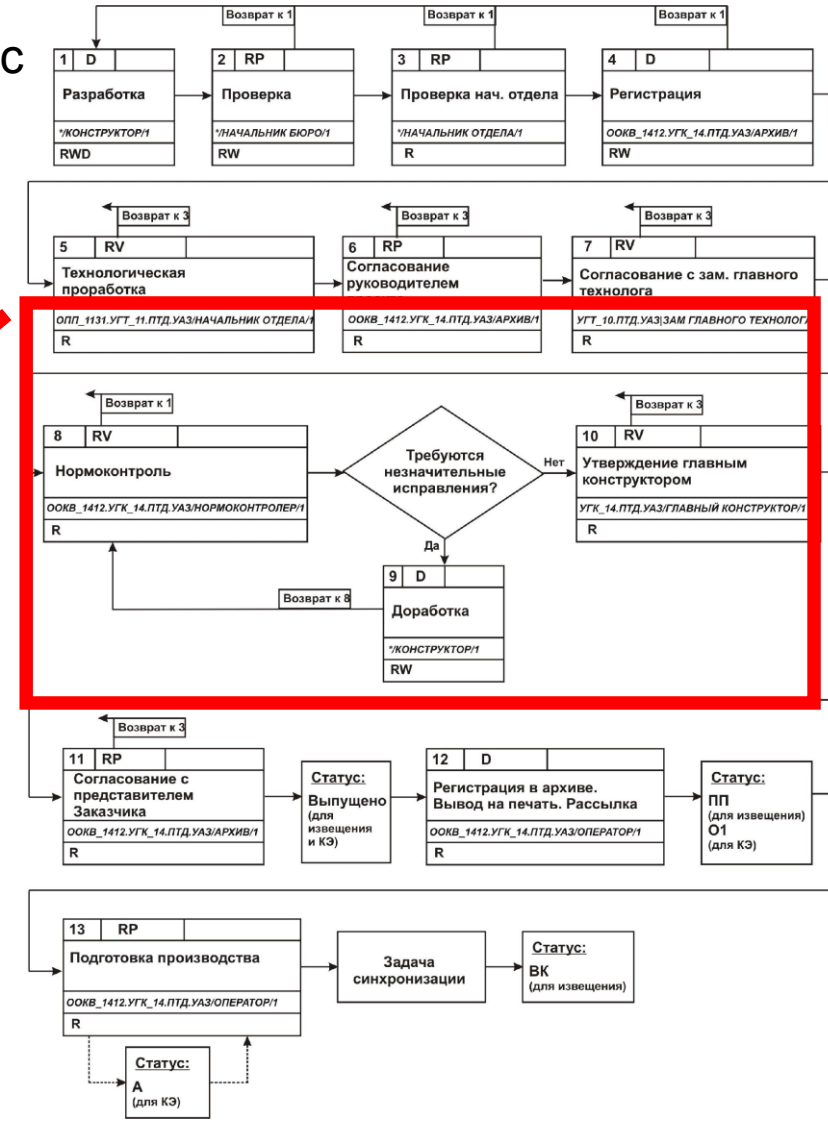 с
Возврат к 1
Возврат к 1
Возврат к 1
1 D
Разработка
*/КОНСТРУКТОР/1
RWD
2 RP
Проверка
*/НАЧАЛЬНИК БЮРО/1
RW
3 RP
Проверка нач. отдела
*/НАЧАЛЬНИК ОТДЕЛА/1
R
4 D
Регистрация
ООКВ_1412.УГК_14.ПТД.УАЗ/АРХИВ/1
RW
Возврат к 3
5 RV
Технологическая
проработка
ОПП_1131.УГТ_11.ПТД.УАЗ/НАЧАЛЬНИК ОТДЕЛА/1
R
Возврат к 3
6 RP
Согласование
руководителем
ООКВ_1412.УГК_14.ПТД.УАЗ/АРХИВ/1
R
Возврат к 3
7 RV
Согласование с зам. главного
технолога
УГТ_10.ПТД.УАЗ|ЗАМ ГЛАВНОГО ТЕХНОЛОГА
R
Возврат к 1
8 RV
Нормоконтроль
ООКВ_1412.УГК_14.ПТД.УАЗ/НОРМОКОНТРОЛЕР/1
R
Требуются
незначительные
исправления?
Нет
Да
Возврат к 3
10 RV
Утверждение главным
конструктором
УГК_14.ПТД.УАЗ/ГЛАВНЫЙ КОНСТРУКТОР/1
R
Возврат к 8
9 D
Доработка
*/КОНСТРУКТОР/1
RW
Возврат к 3
11 RP
Согласование с
представителем
Заказчика
ООКВ_1412.УГК_14.ПТД.УАЗ/АРХИВ/1
R
Статус:
Выпущено
(для
извещения
и КЭ)
12 D
Регистрация в архиве.
Вывод на печать. Рассылка
ООКВ_1412.УГК_14.ПТД.УАЗ/ОПЕРАТОР/1
R
Статус:
ПП
(для извещения)
О1
(для КЭ)
13 RP
Подготовка производства
ООКВ_1412.УГК_14.ПТД.УАЗ/ОПЕРАТОР/1
R
Задача
синхронизации
Статус:
ВК
(для извещения)
Статус:
А
(для КЭ)